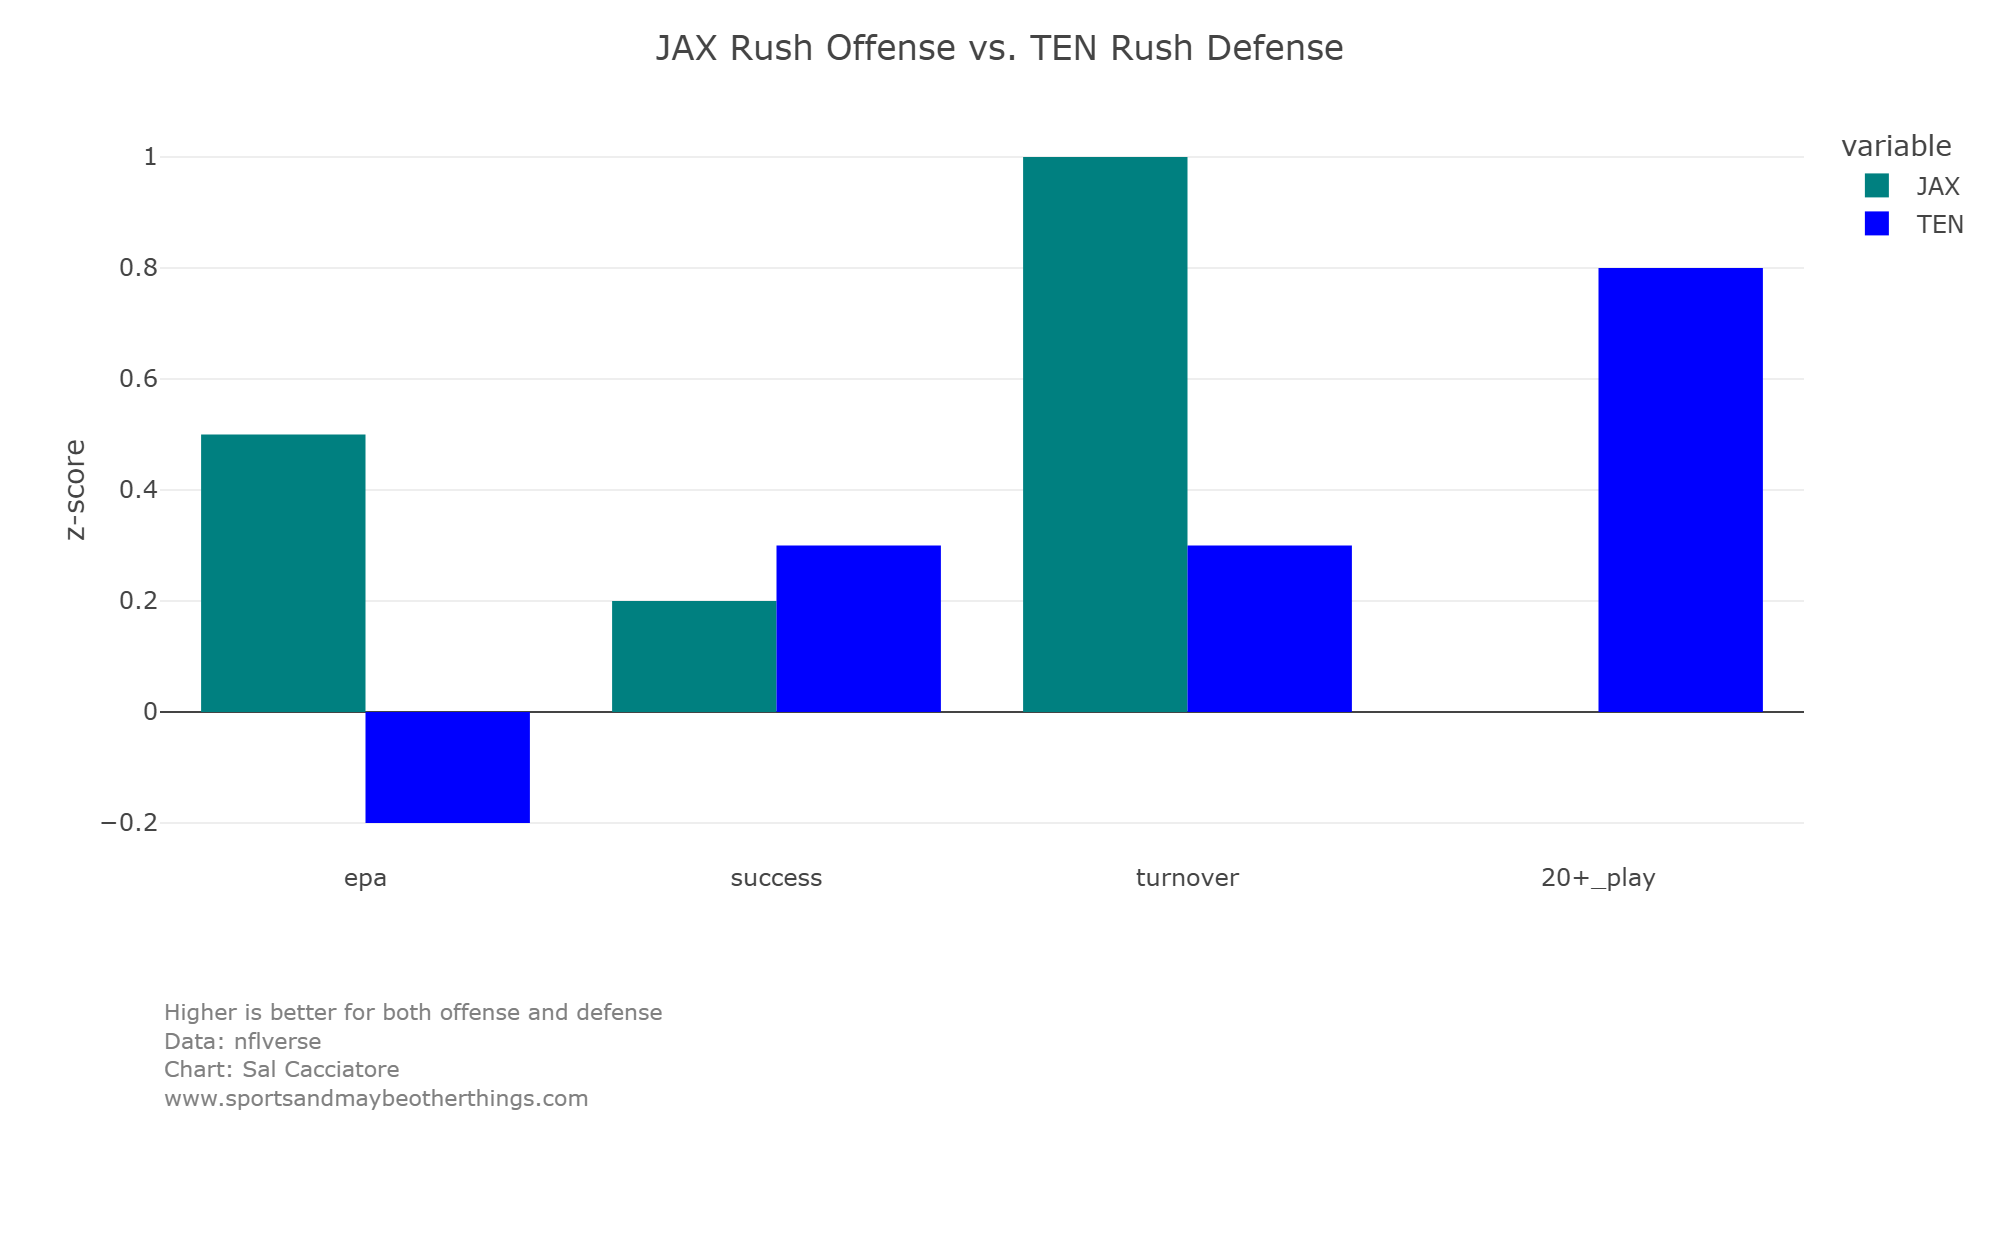 JAX Rush Offense vs. TEN Rush Defense
variable
JAX
TEN
z-score
1
0.8
0.6
0.4
0.2
0
−0.2
epa
success
turnover
20+_play
Higher is better for both offense and defense
Data: nflverse
Chart: Sal Cacciatore
www.sportsandmaybeotherthings.com